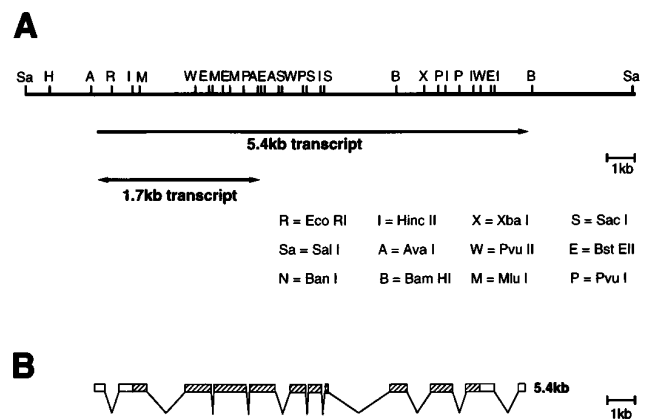 A
Sa H A R I M W E M E M P A E A S W P S I S B X P I P I W E I B Sa
5.4kb transcript
1kb
1.7kb transcript
R = Eco RI I = Hinc II X = Xba I S = Sac I
Sa = Sal I A = Ava I W = Pvu II E = Bst EII
N = Ban I B = Bam HI M = Mlu I P = Pvu I
B
5.4kb
1kb